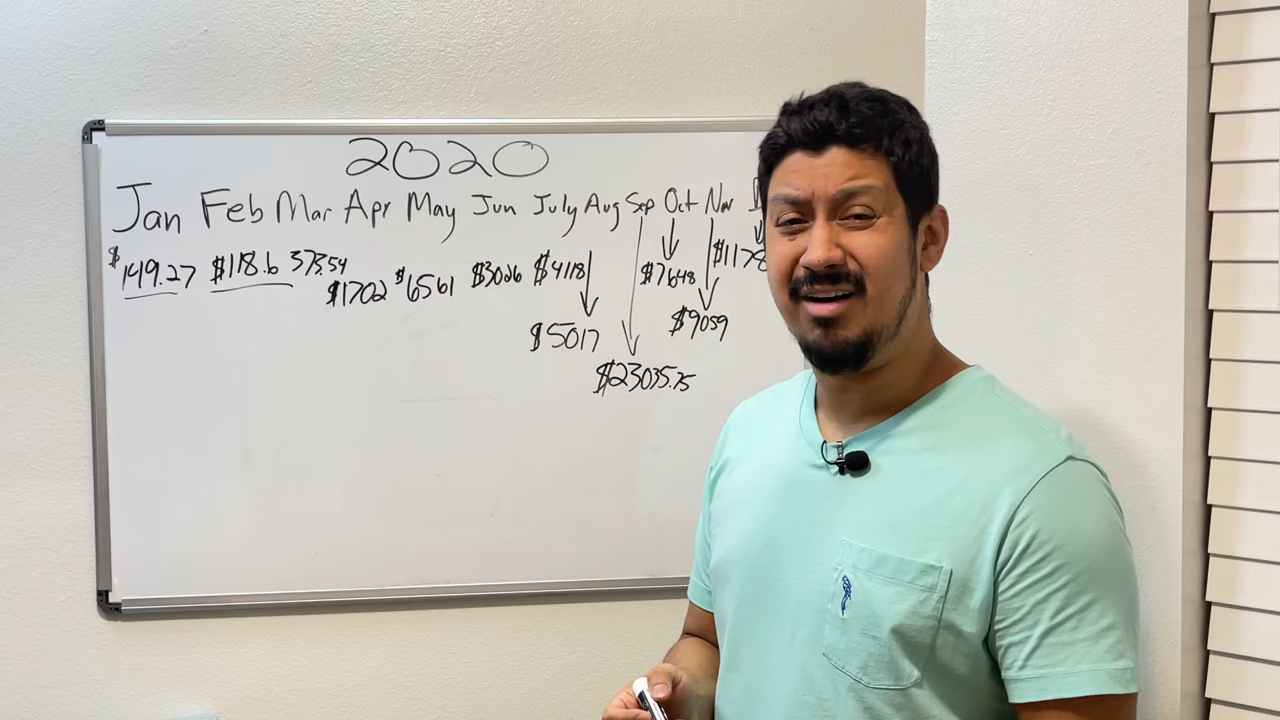 2020
Jan Feb Mar Apr May Jun July Aug Sep Oct Nov
$149.27 $118.6 373.54 $1702 $6561 $3026 $4118 $7648 $1178
$5017 $9059
$23035.75